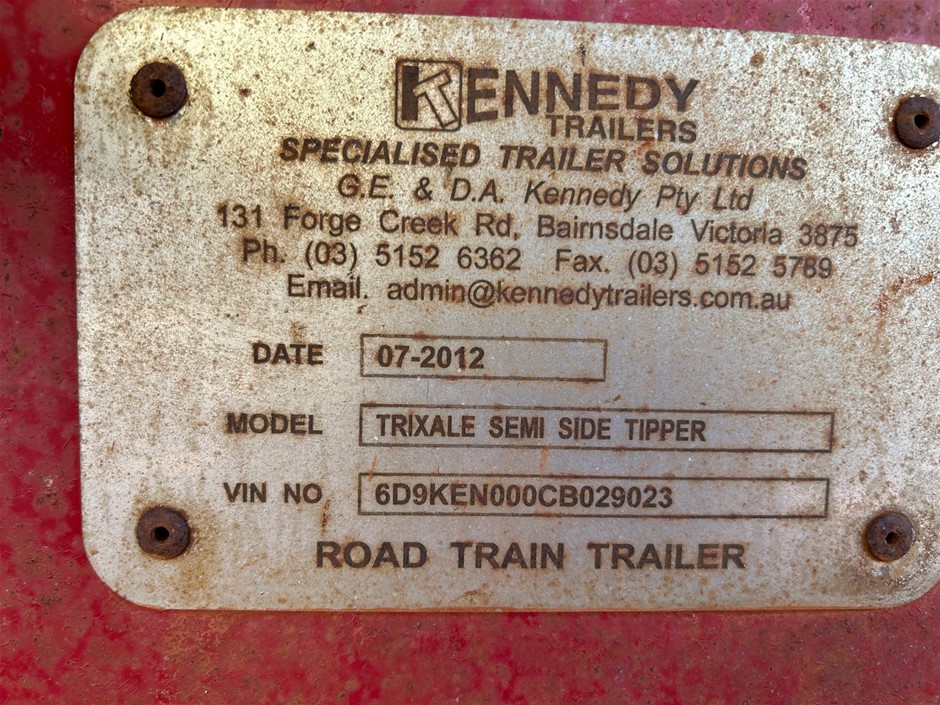 KENNEDY
TRAILERS
SPECIALISED TRAILER SOLUTIONS
G.E. & D.A. Kennedy Pty Ltd
131 Forge Creek Rd, Bairnsdale Victoria 3875
Ph. (03) 5152 6362 Fax. (03) 5152 5789
Email. admin@kennedytrailers.com.au
DATE 07-2012
MODEL TRIXALE SEMI SIDE TIPPER
VIN NO 6D9KEN000CB029023
ROAD TRAIN TRAILER